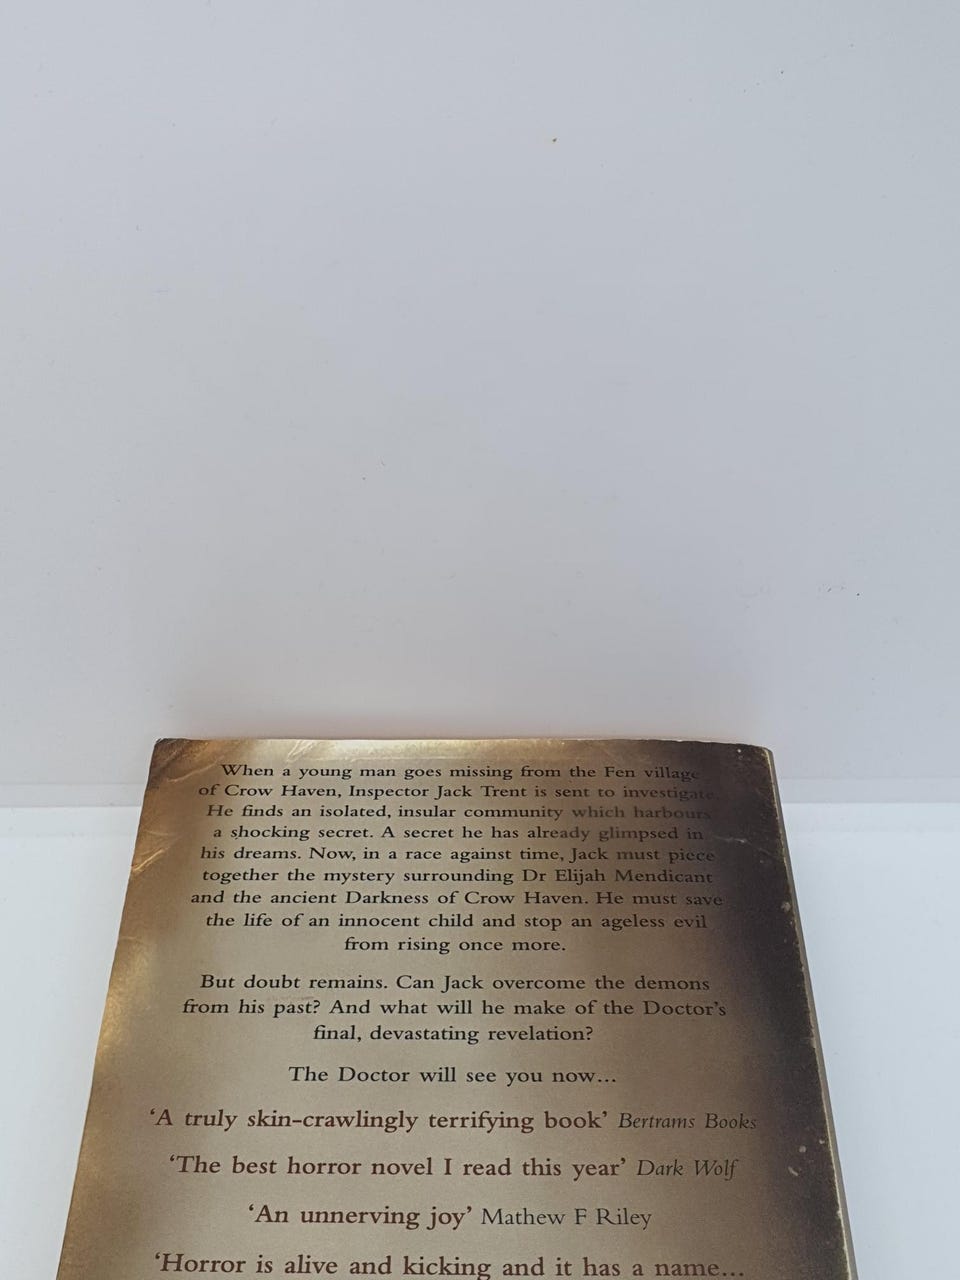 When a young man goes missing from the Fen village
of Crow Haven, Inspector Jack Trent is sent to investigate.
He finds an isolated, insular community which harbours
a shocking secret. A secret he has already glimpsed in
his dreams. Now, in a race against time, Jack must piece
together the mystery surrounding Dr Elijah Mendicant
and the ancient Darkness of Crow Haven. He must save
the life of an innocent child and stop an ageless evil
from rising once more.
But doubt remains. Can Jack overcome the demons
from his past? And what will he make of the Doctor’s
final, devastating revelation?
The Doctor will see you now...
‘A truly skin-crawlingly terrifying book’ Bertrams Books
‘The best horror novel I read this year’ Dark Wolf
‘An unnerving joy’ Mathew F Riley
‘Horror is alive and kicking and it has a name...